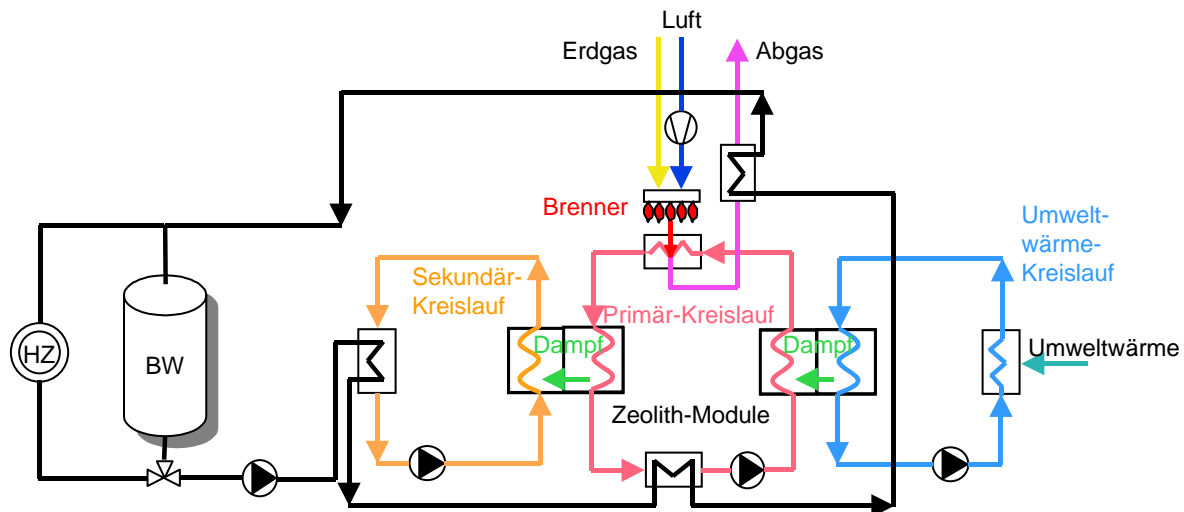 Luft
Erdgas
Abgas
Brenner
Umwelt-
wärme-
Kreislauf
Sekundär-
Kreislauf
Primär-Kreislauf
Dampf
Dampf
HZ
BW
Umweltwärme
Zeolith-Module